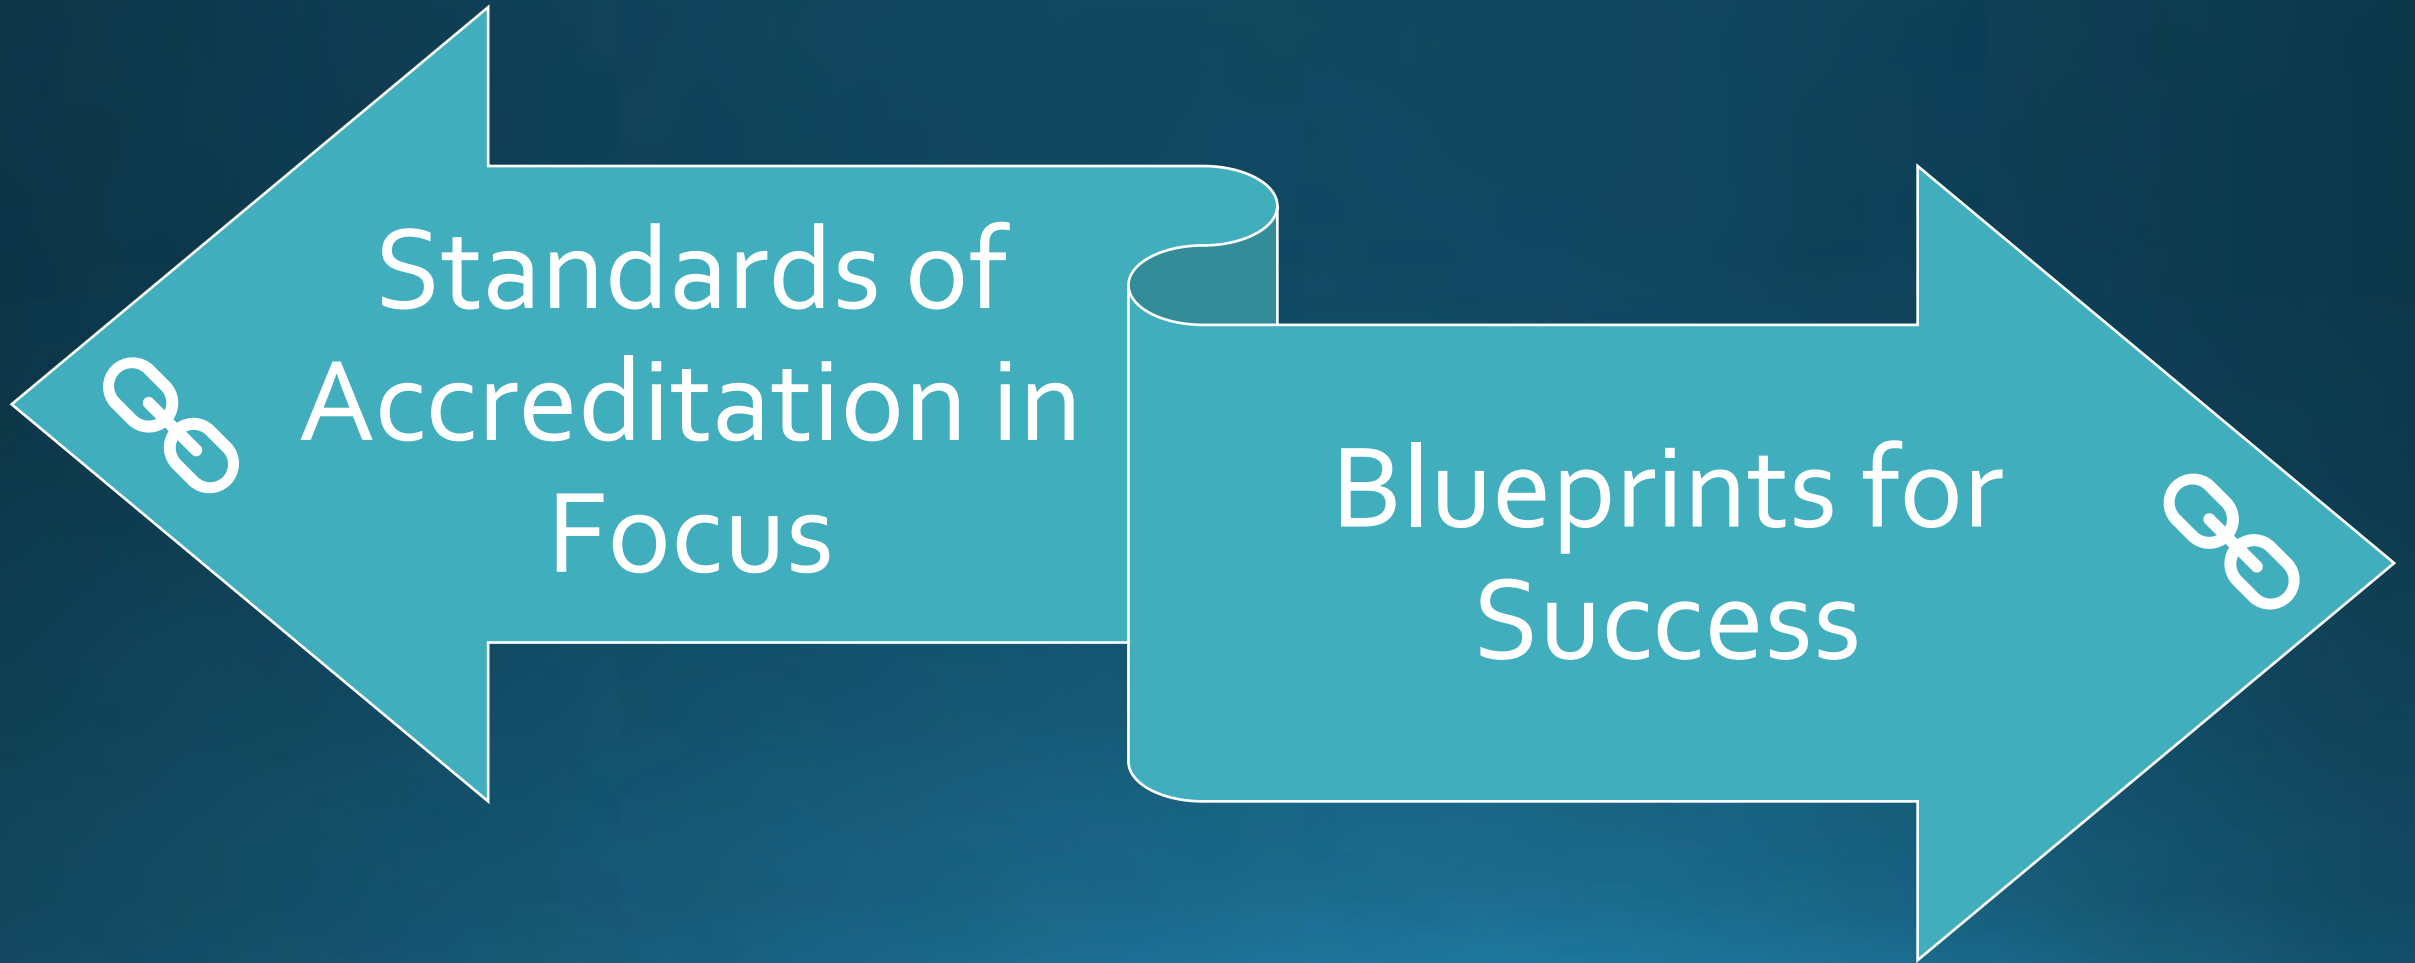 Standards of
Accreditation in
Focus
Blueprints for
Success